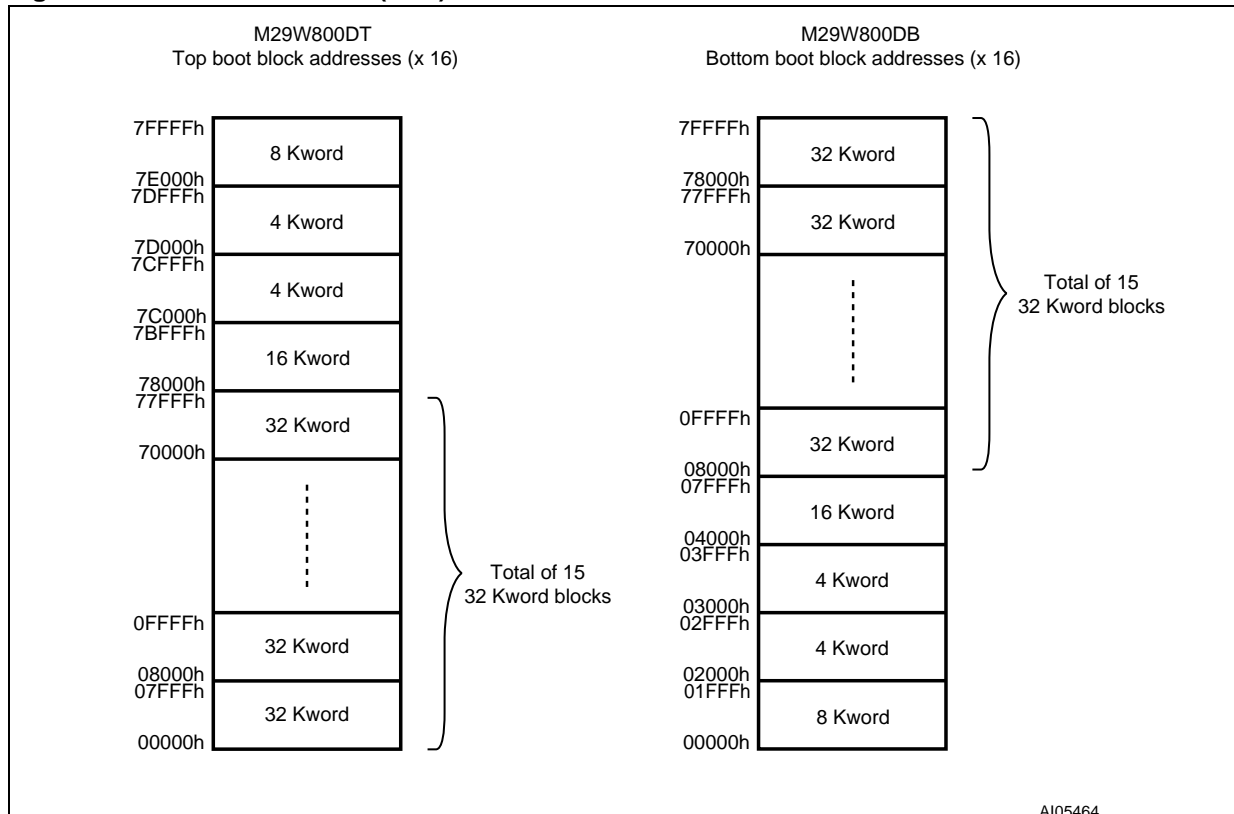 M29W800DT
Top boot block addresses (x 16)
7FFFFh
8 Kword
7E000h
7DFFFh
4 Kword
7D000h
7CFFFh
4 Kword
7C000h
7BFFFh
16 Kword
78000h
77FFFh
32 Kword
70000h
Total of 15
32 Kword blocks
0FFFFh
32 Kword
08000h
07FFFh
32 Kword
00000h
M29W800DB
Bottom boot block addresses (x 16)
7FFFFh
32 Kword
78000h
77FFFh
32 Kword
70000h
Total of 15
32 Kword blocks
0FFFFh
32 Kword
08000h
07FFFh
16 Kword
04000h
03FFFh
4 Kword
03000h
02FFFh
4 Kword
02000h
01FFFh
8 Kword
00000h
AI05464